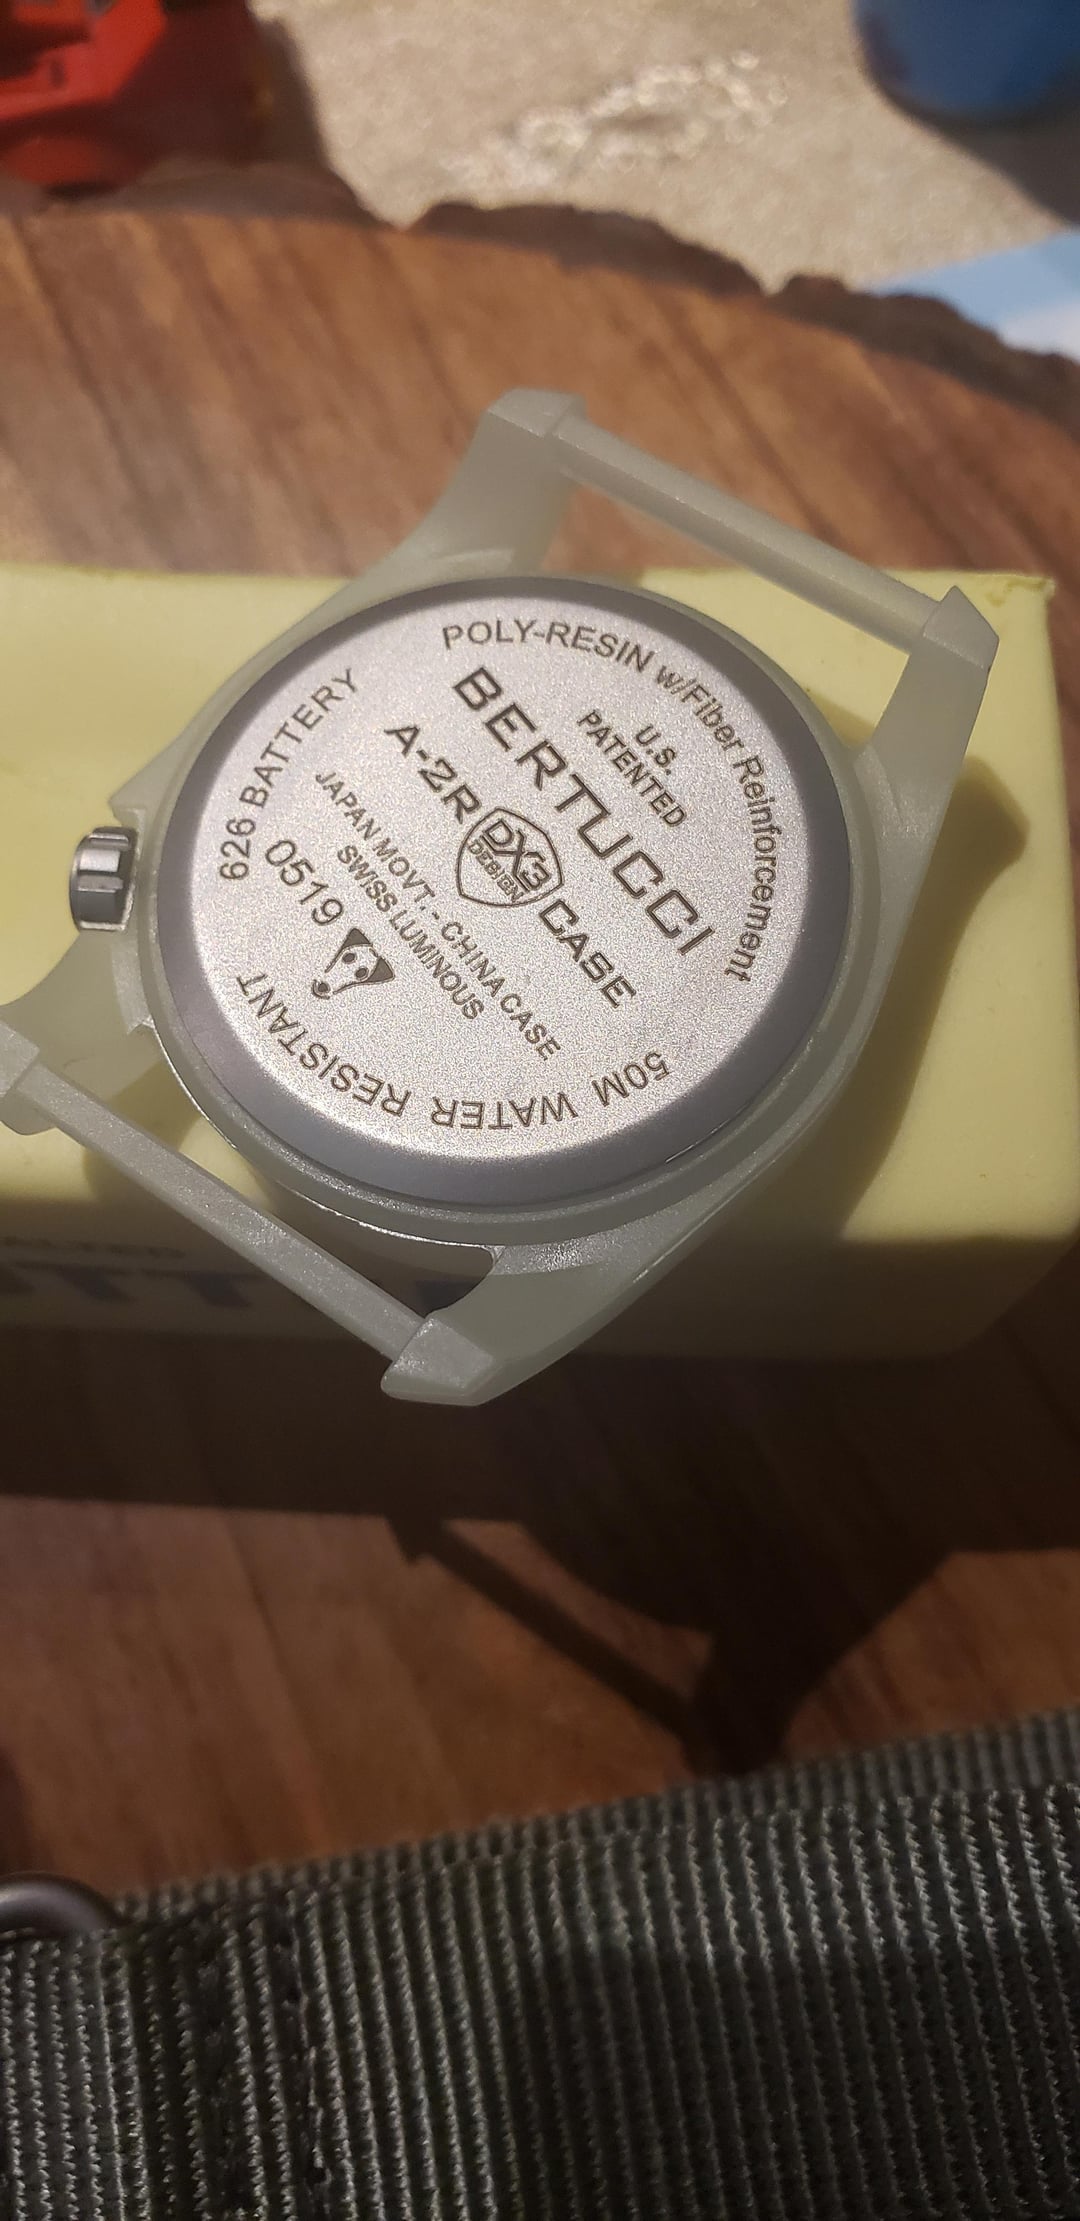 POLY-RESIN w/Fiber Reinforcement
U.S.
PATENTED
BERTUCCI
A-2R DX3 DESIGN CASE
JAPAN MOVT. - CHINA CASE
SWISS LUMINOUS
626 BATTERY
0519
50M WATER RESISTANT